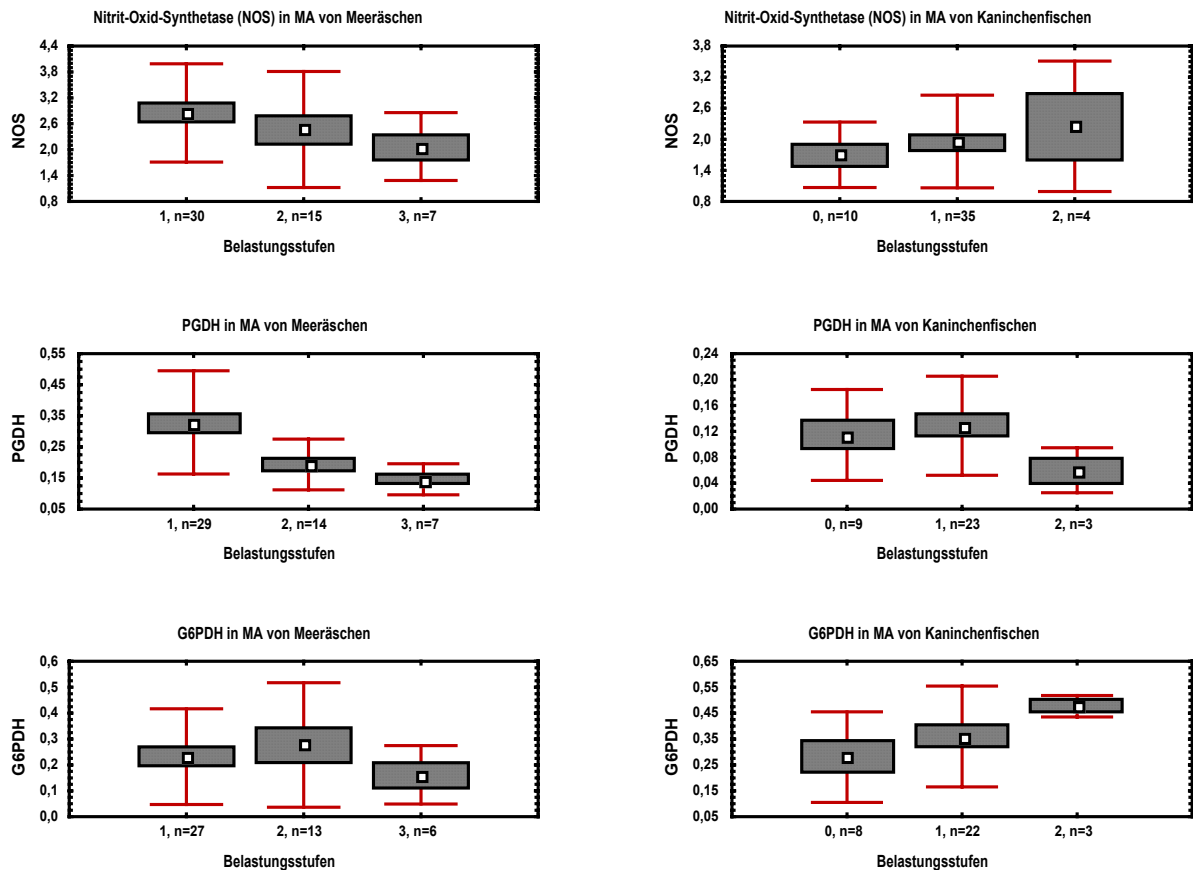 Nitrit-Oxid-Synthetase (NOS) in MA von Meeräschen
NOS
4,4
3,8
3,2
2,6
2,0
1,4
0,8
1, n=30 2, n=15 3, n=7
Belastungsstufen
Nitrit-Oxid-Synthetase (NOS) in MA von Kaninchenfischen
NOS
3,8
3,2
2,6
2,0
1,4
0,8
0, n=10 1, n=35 2, n=4
Belastungsstufen
PGDH in MA von Meeräschen
PGDH
0,55
0,45
0,35
0,25
0,15
0,05
1, n=29 2, n=14 3, n=7
Belastungsstufen
PGDH in MA von Kaninchenfischen
PGDH
0,24
0,20
0,16
0,12
0,08
0,04
0,00
0, n=9 1, n=23 2, n=3
Belastungsstufen
G6PDH in MA von Meeräschen
G6PDH
0,6
0,5
0,4
0,3
0,2
0,1
0,0
1, n=27 2, n=13 3, n=6
Belastungsstufen
G6PDH in MA von Kaninchenfischen
G6PDH
0,65
0,55
0,45
0,35
0,25
0,15
0,05
0, n=8 1, n=22 2, n=3
Belastungsstufen